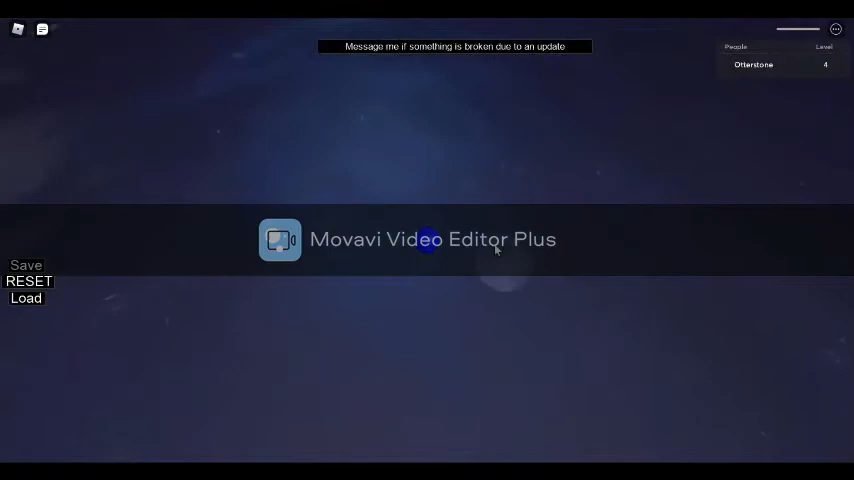 Message me if something is broken due to an update
People Level
Otterstone 4
Movavi Video Editor Plus
Save
RESET
Load